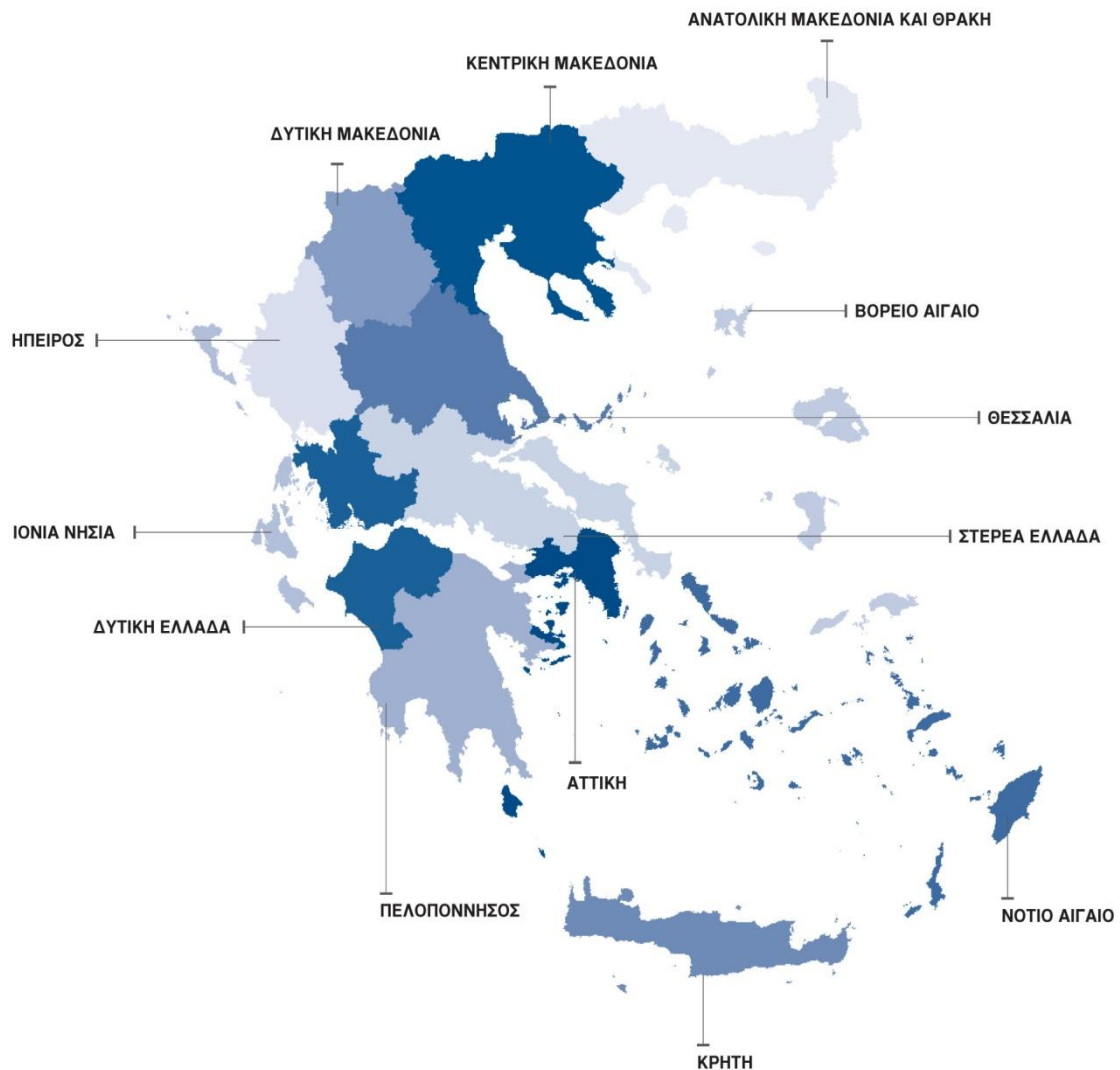 ΑΝΑΤΟΛΙΚΗ ΜΑΚΕΔΟΝΙΑ ΚΑΙ ΘΡΑΚΗ
ΚΕΝΤΡΙΚΗ ΜΑΚΕΔΟΝΙΑ
ΔΥΤΙΚΗ ΜΑΚΕΔΟΝΙΑ
ΒΟΡΕΙΟ ΑΙΓΑΙΟ
ΗΠΕΙΡΟΣ
ΘΕΣΣΑΛΙΑ
ΙΟΝΙΑ ΝΗΣΙΑ
ΣΤΕΡΕΑ ΕΛΛΑΔΑ
ΔΥΤΙΚΗ ΕΛΛΑΔΑ
ΑΤΤΙΚΗ
ΠΕΛΟΠΟΝΝΗΣΟΣ
ΝΟΤΙΟ ΑΙΓΑΙΟ
ΚΡΗΤΗ